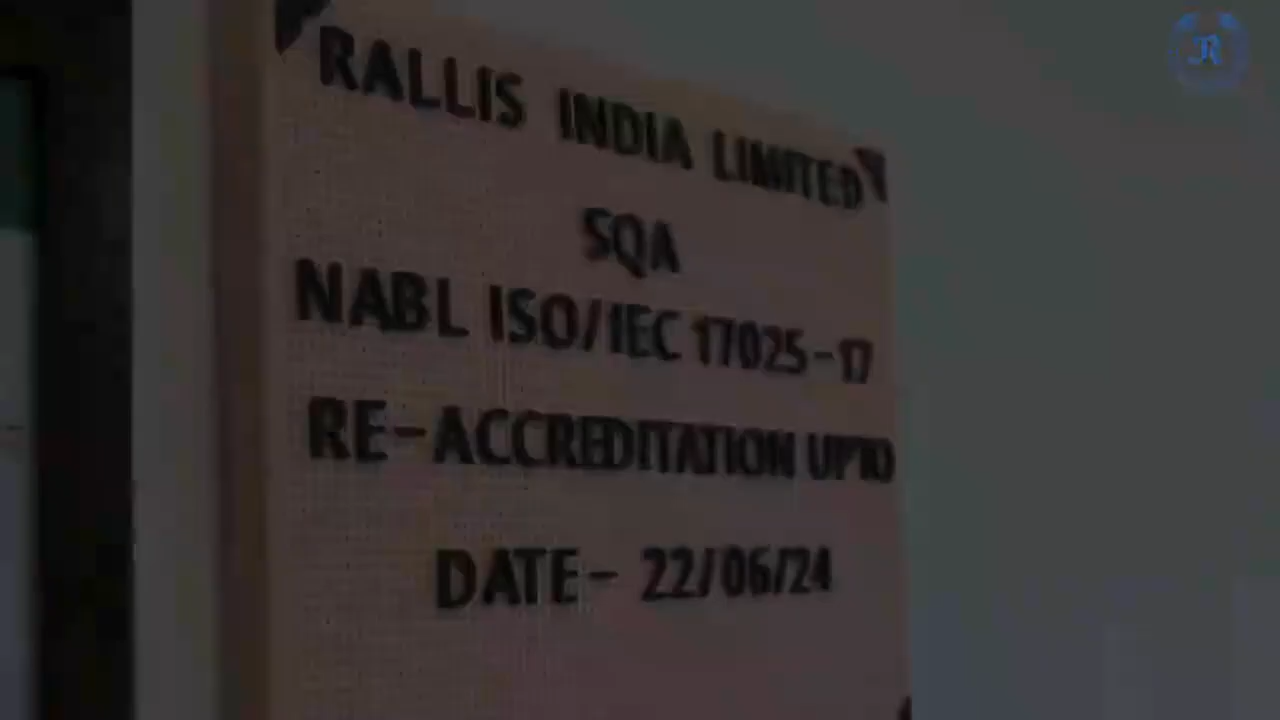 RALLIS INDIA LIMITED
SQA
NABL ISO/IEC 17025-17
RE-ACCREDITATION UPTO
DATE- 22/06/24
R